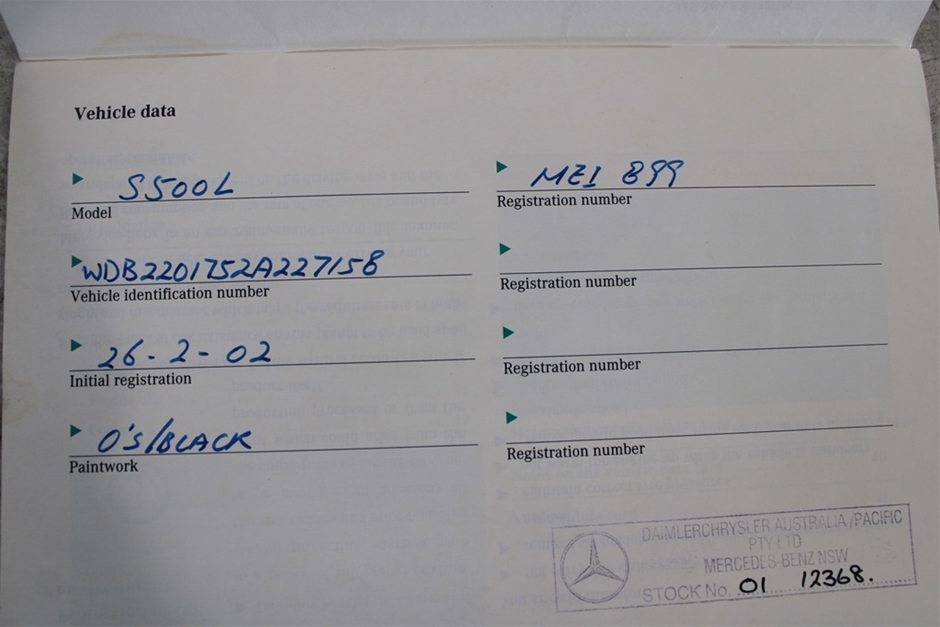 Vehicle data
S500L
Model
WDB2201752A227158
Vehicle identification number
26-2-02
Initial registration
O'S/BLACK
Paintwork
MEI 899
Registration number
Registration number
Registration number
Registration number
DAIMLERCHRYSLER AUSTRALIA/PACIFIC
PTY LTD
MERCEDES-BENZ NSW
STOCK No. 01 12368.